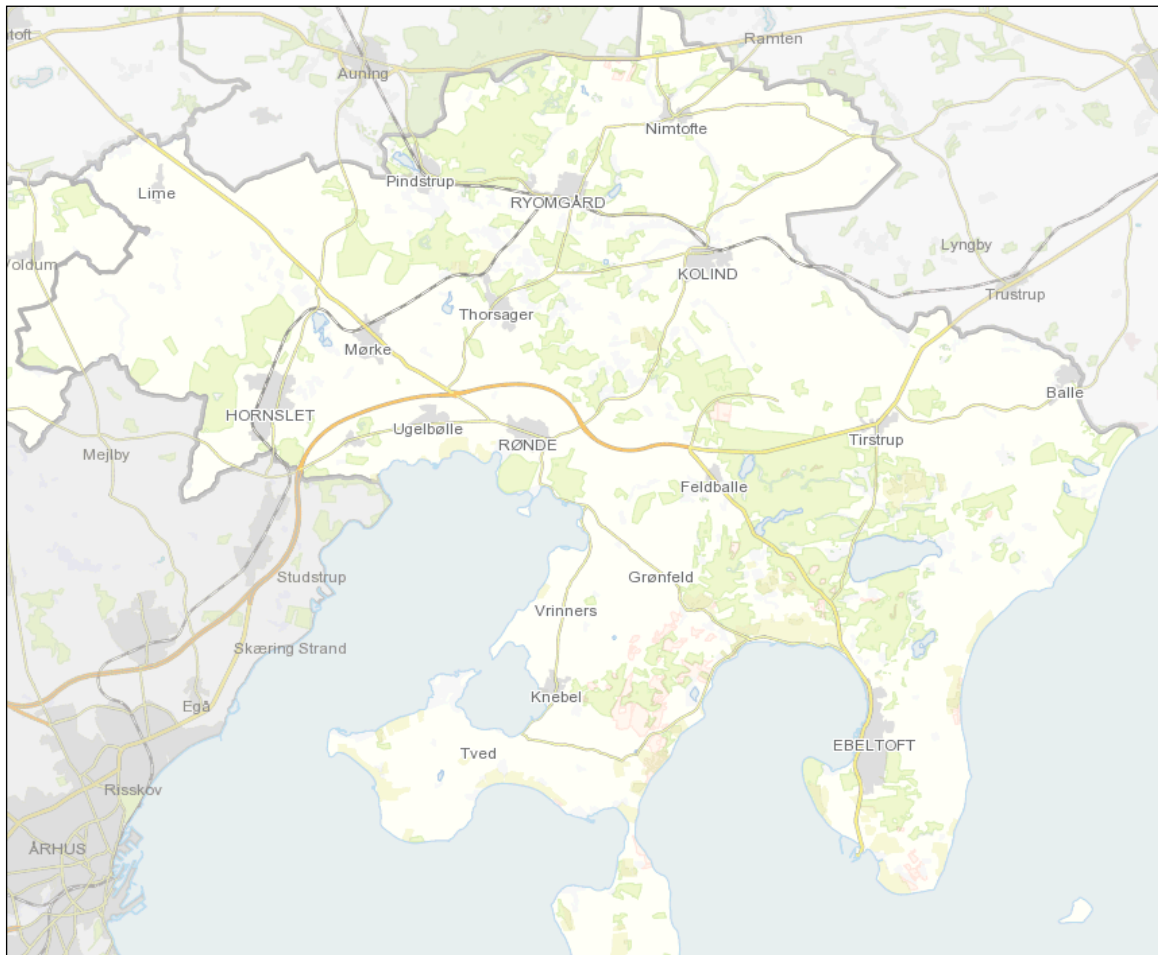 Ramten
Auning
Nimtofte
Pindstrup
Lime
RYOMGÅRD
Lyngby
KOLIND
Trustrup
Thorsager
Mørke
Balle
HORNSLET
Ugelbølle
RØNDE
Tirstrup
Mejlby
Feldballe
Studstrup
Grønfeld
Vrinners
Skæring Strand
Knebel
Egå
EBELTOFT
Tved
Risskov
ÅRHUS